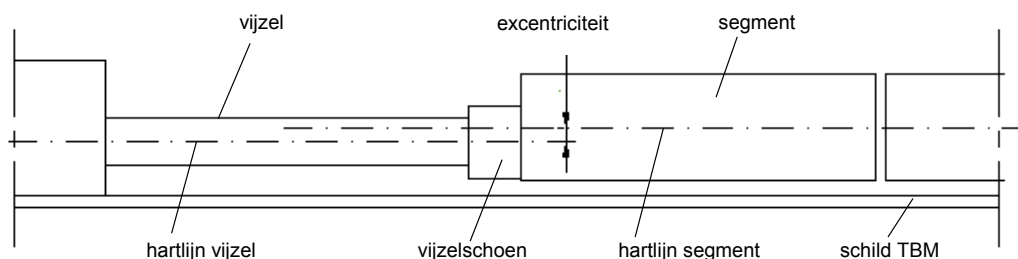 vijzel
excentriciteit
segment
hartlijn vijzel
vijzelschoen
hartlijn segment
schild TBM